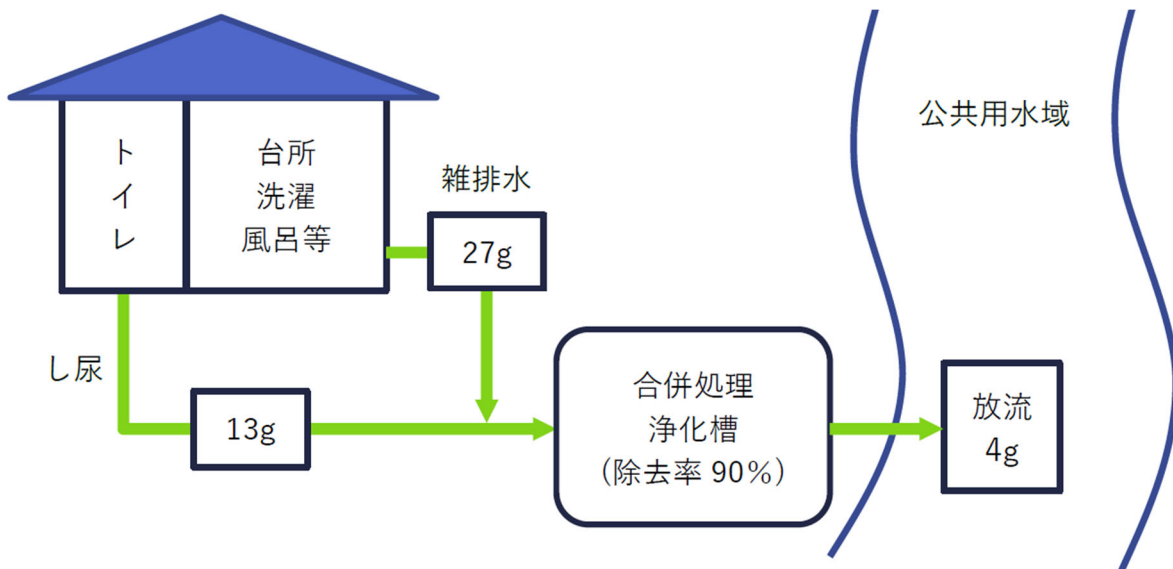 トイレ
台所
洗濯
風呂等
雑排水
27g
し尿
13g
合併処理
浄化槽
（除去率 90％）
公共用水域
放流
4g